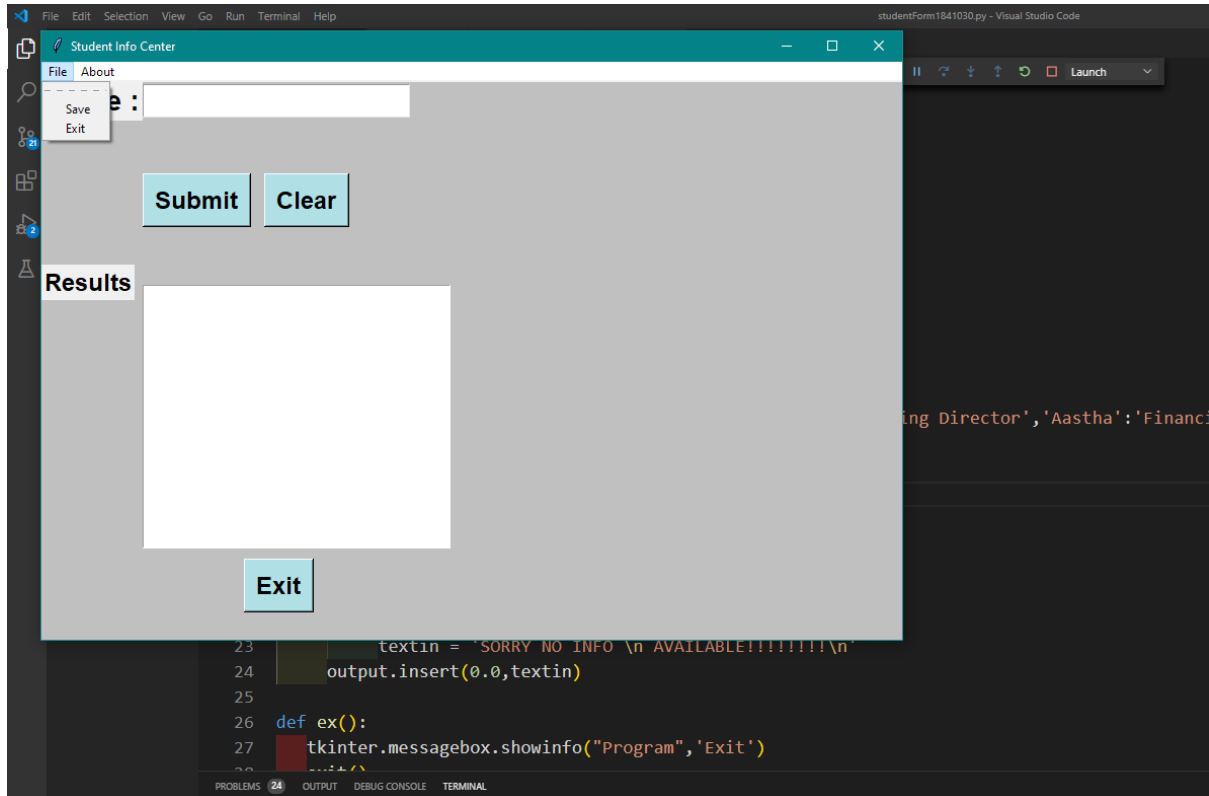 File Edit Selection View Go Run Terminal Help
studentForm1841030.py - Visual Studio Code
Student Info Center
File About
Launch
e :
Save
Exit
21
Submit Clear
2
Results
ing Director','Aastha':'Financi
Exit
23 textin = 'SORRY NO INFO \n AVAILABLE!!!!!!!!\n'
24 output.insert(0.0,textin)
25
26 def ex():
27 tkinter.messagebox.showinfo("Program",'Exit')
PROBLEMS 24 OUTPUT DEBUG CONSOLE TERMINAL